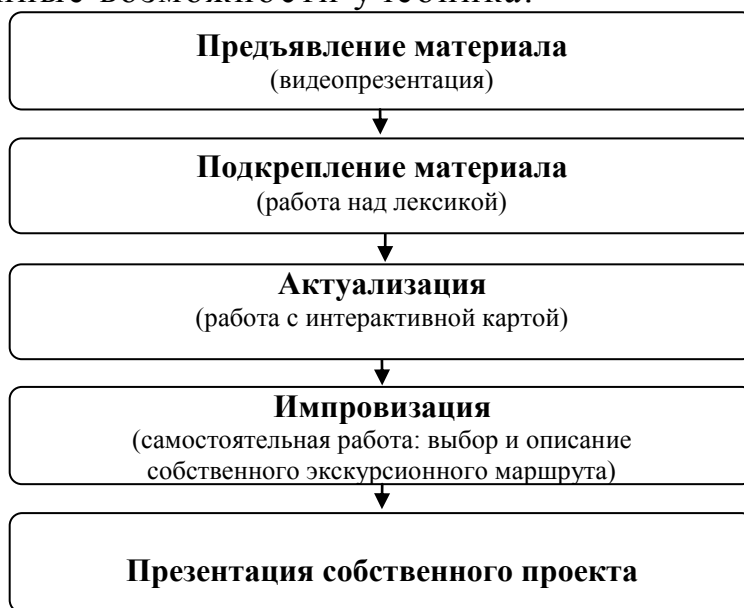 возможности учебника.
Предъявление материала
(видеопрезентация)
Подкрепление материала
(работа над лексикой)
Актуализация
(работа с интерактивной картой)
Импровизация
(самостоятельная работа: выбор и описание
собственного экскурсионного маршрута)
Презентация собственного проекта